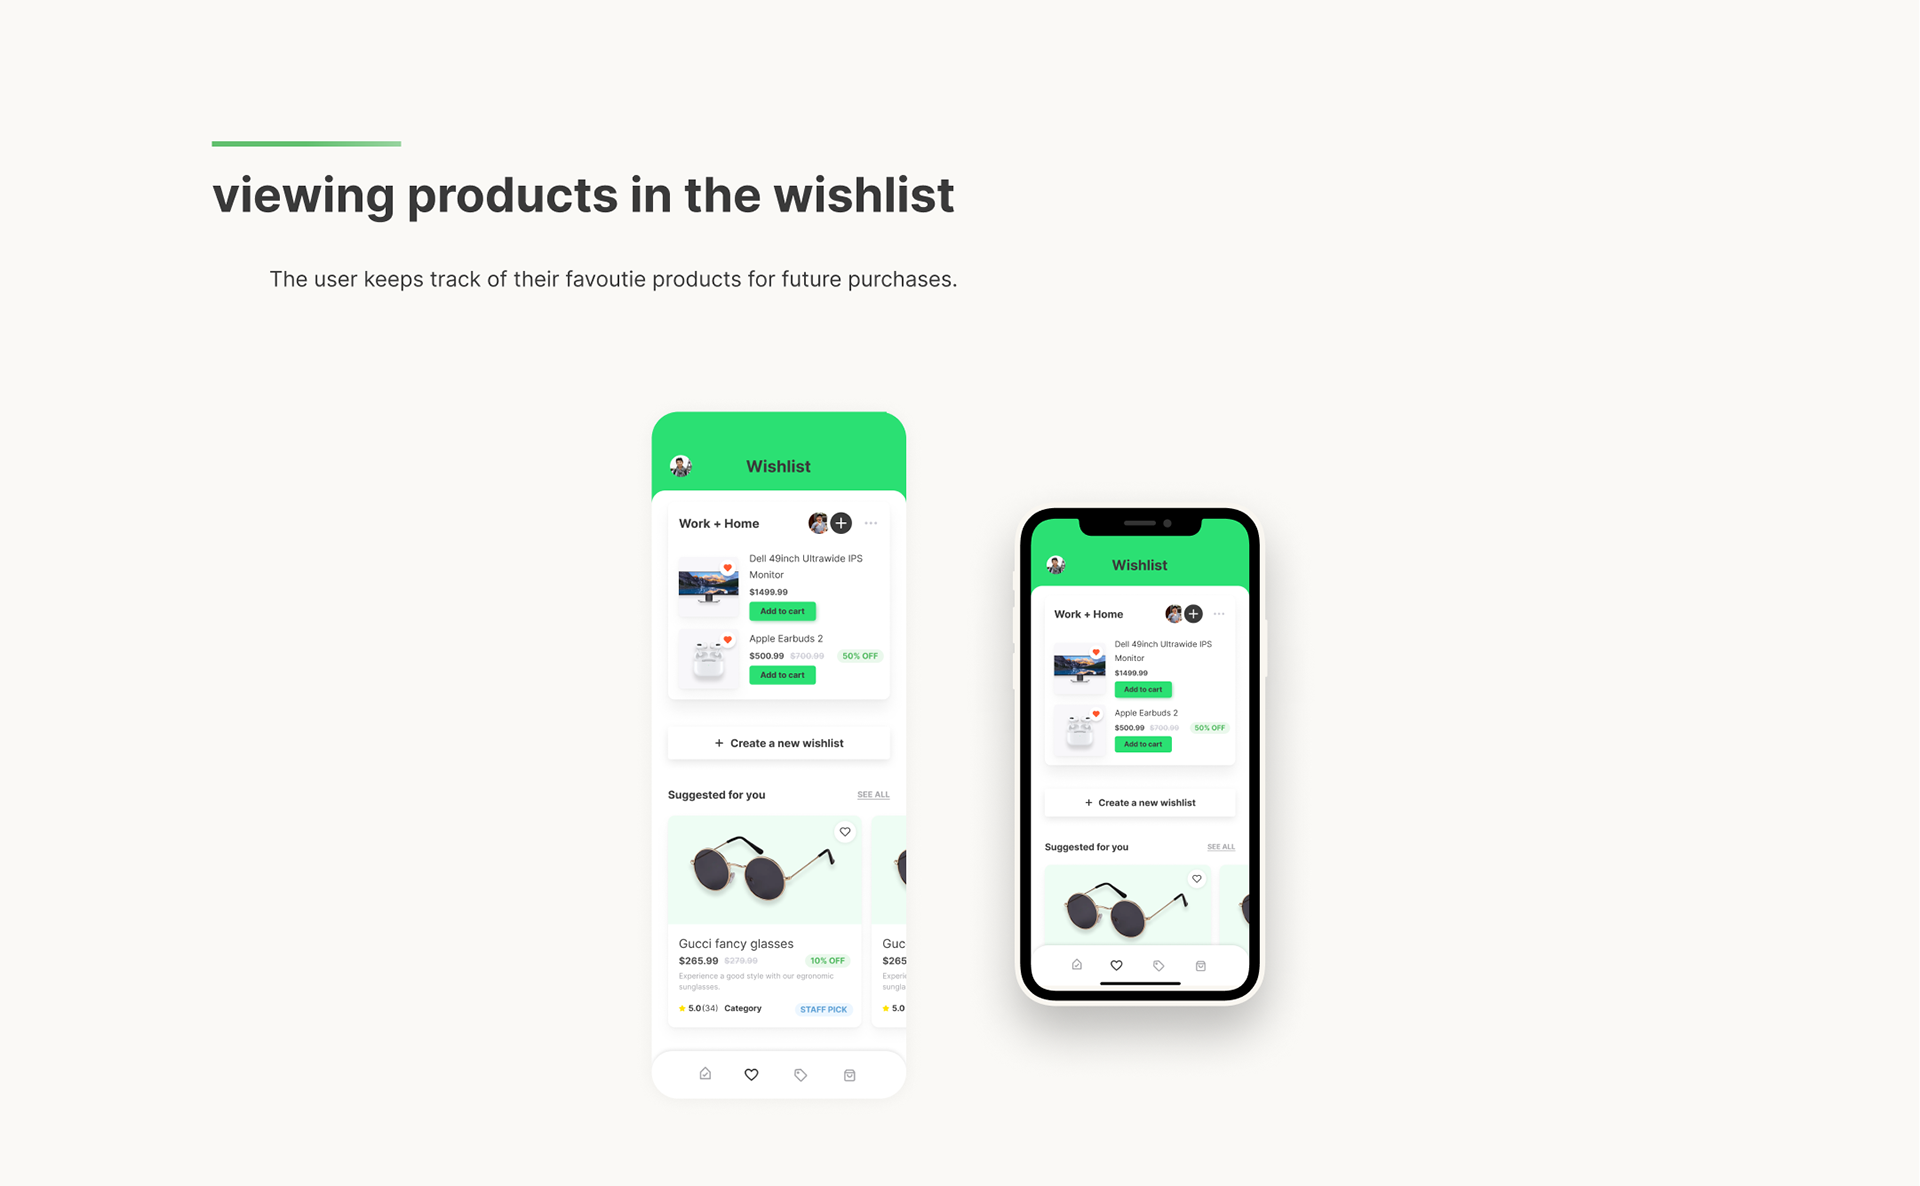 viewing products in the wishlist
The user keeps track of their favoutie products for future purchases.
Wishlist
Work + Home
Dell 49inch Ultrawide IPS
Monitor
$1499.99
Add to cart
Apple Earbuds 2
$500.99 $700.99 50% OFF
Add to cart
+ Create a new wishlist
Suggested for you SEE ALL
Gucci fancy glasses
$265.99 $279.99 10% OFF
Experience a good style with our egronomic
sunglasses.
5.0(34) Category STAFF PICK
Guc
$265
Experie
sungla
5.0
Wishlist
Work + Home
Dell 49inch Ultrawide IPS
Monitor
$1499.99
Add to cart
Apple Earbuds 2
$500.99 $700.99 50% OFF
Add to cart
+ Create a new wishlist
Suggested for you SEE ALL